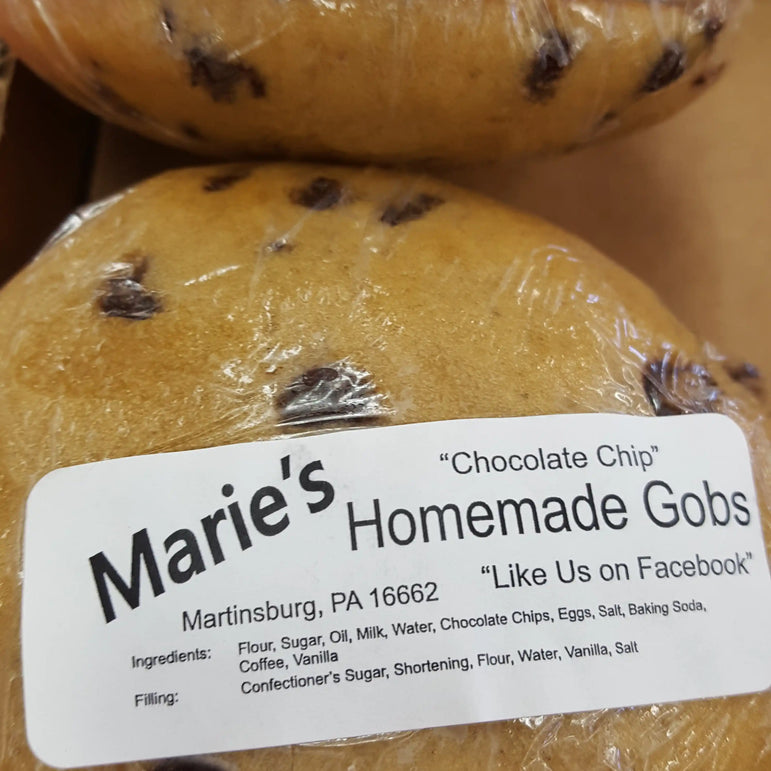 "Chocolate Chip"
Marie's Homemade Gobs
"Like Us on Facebook"
Martinsburg, PA 16662
Ingredients: Flour, Sugar, Oil, Milk, Water, Chocolate Chips, Eggs, Salt, Baking Soda,
Coffee, Vanilla
Filling: Confectioner's Sugar, Shortening, Flour, Water, Vanilla, Salt